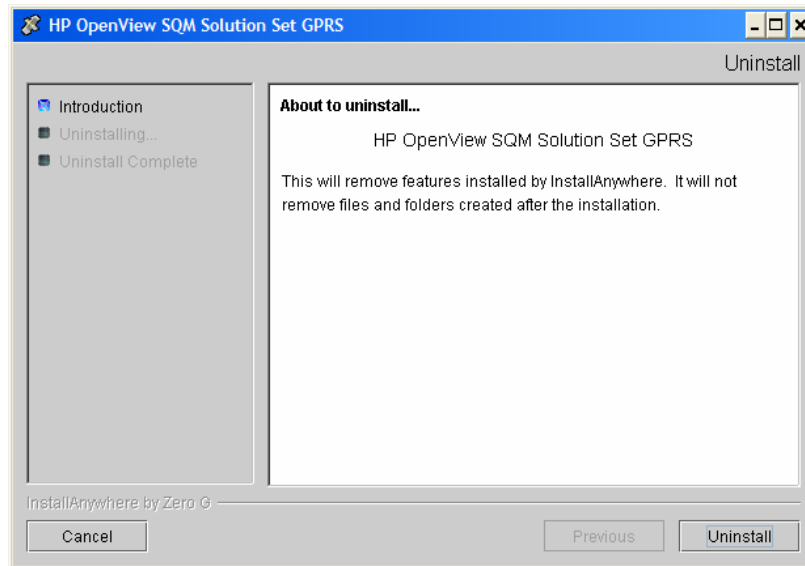 HP OpenView SQM Solution Set GPRS
Uninstall
Introduction
Uninstalling...
Uninstall Complete
About to uninstall...
HP OpenView SQM Solution Set GPRS
This will remove features installed by InstallAnywhere. It will not
remove files and folders created after the installation.
InstallAnywhere by Zero G
Cancel
Previous
Uninstall